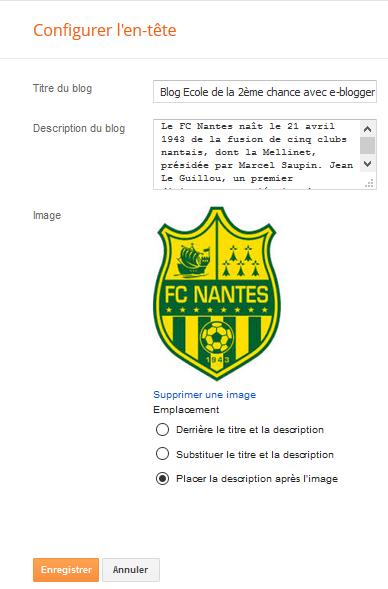 Configurer l'en-tête
Titre du blog
Blog Ecole de la 2ème chance avec e-blogger
Description du blog
Le FC Nantes naît le 21 avril
1943 de la fusion de cinq clubs
nantais, dont la Mellinet,
présidée par Marcel Saupin. Jean
Le Guillou, un premier
Image
FC NANTES
1943
Supprimer une image
Emplacement
Derrière le titre et la description
Substituer le titre et la description
Placer la description après l'image
Enregistrer
Annuler